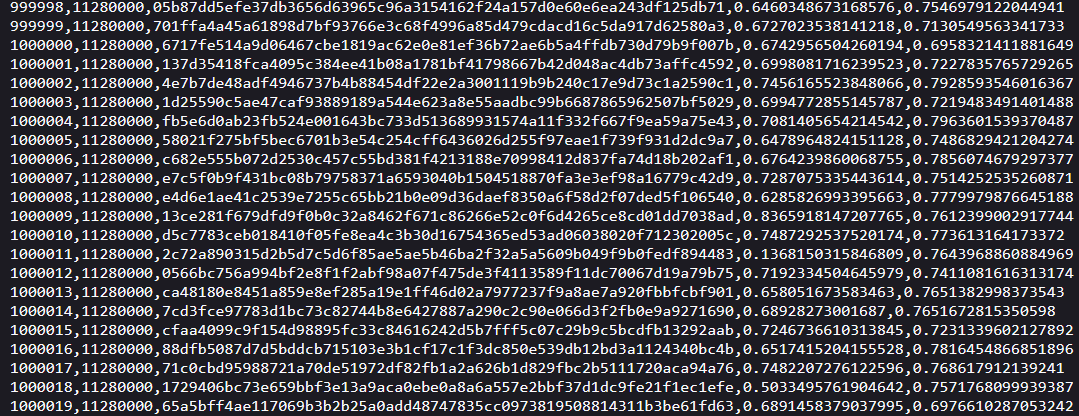 999998,11280000,05b87dd5efe37db3656d63965c96a3154162f24a157d0e60e6ea243df125db71,0.6460348673168576,0.7546979122044941
999999,11280000,701ffa4a45a61898d7bf93766e3c68f4996a85d479cdacd16c5da917d62580a3,0.6727023538141218,0.7130549563341733
1000000,11280000,6717fe514a9d06467cbe1819ac62e0e81ef36b72ae6b5a4ffdb730d79b9f007b,0.6742956504260194,0.6958321411881649
1000001,11280000,137d35418fca4095c384ee41b08a1781bf41798667b42d048ac4db73affc4592,0.6998081716239523,0.7227835765729265
1000002,11280000,4e7b7de48adf4946737b4b88454df22e2a3001119b9b240c17e9d73c1a2590c1,0.7456165523848066,0.7928593546016367
1000003,11280000,1d25590c5ae47caf93889189a544e623a8e55aadbc99b6687865962507bf5029,0.6994772855145787,0.7219483491401488
1000004,11280000,fb5e6d0ab23fb524e001643bc733d513689931574a11f332f667f9ea59a75e43,0.7081405654214542,0.7963601539370487
1000005,11280000,58021f275bf5bec6701b3e54c254cff6436026d255f97eae1f739f931d2dc9a7,0.6478964824151128,0.7486829421204274
1000006,11280000,c682e555b072d2530c457c55bd381f4213188e70998412d837fa74d18b202af1,0.6764239860068755,0.7856074679297377
1000007,11280000,e7c5f0b9f431bc08b79758371a6593040b1504518870fa3e3ef98a16779c42d9,0.7287075335443614,0.7514252535260871
1000008,11280000,e4d6e1ae41c2539e7255c65bb21b0e09d36daef8350a6f58d2f07ded5f106540,0.6285826993395663,0.7779979876645188
1000009,11280000,13ce281f679dfd9f0b0c32a8462f671c86266e52c0f6d4265ce8cd01dd7038ad,0.8365918147207765,0.7612399002917744
1000010,11280000,d5c7783ceb018410f05fe8ea4c3b30d16754365ed53ad06038020f712302005c,0.7487292537520174,0.773613164173372
1000011,11280000,2c72a890315d2b5d7c5d6f85ae5ae5b46ba2f32a5a5609b049f9b0fedf894483,0.1368150315846809,0.7643968860884969
1000012,11280000,0566bc756a994bf2e8f1f2abf98a07f475de3f4113589f11dc70067d19a79b75,0.7192334504645979,0.7411081616313174
1000013,11280000,ca48180e8451a859e8ef285a19e1ff46d02a7977237f9a8ae7a920fbbfcbf901,0.658051673583463,0.7651382998373543
1000014,11280000,7cd3fce97783d1bc73c82744b8e6427887a290c2c90e066d3f2fb0e9a9271690,0.68928273001687,0.7651672815350598
1000015,11280000,cfaa4099c9f154d98895fc33c84616242d5b7fff5c07c29b9c5bcdfb13292aab,0.7246736610313845,0.7231339602127892
1000016,11280000,88dfb5087d7d5bddcb715103e3b1cf17c1f3dc850e539db12bd3a1124340bc4b,0.6517415204155528,0.7816454866851896
1000017,11280000,71c0cbd95988721a70de51972df82fb1a2a626b1d829fbc2b5111720aca94a76,0.7482207276122596,0.768617912139241
1000018,11280000,1729406bc73e659bbf3e13a9aca0ebe0a8a6a557e2bbf37d1dc9fe21f1ec1efe,0.5033495761904642,0.7571768099939387
1000019,11280000,65a5bff4ae117069b3b2b25a0add48747835cc0973819508814311b3be61fd63,0.6891458379037995,0.6976610287053242